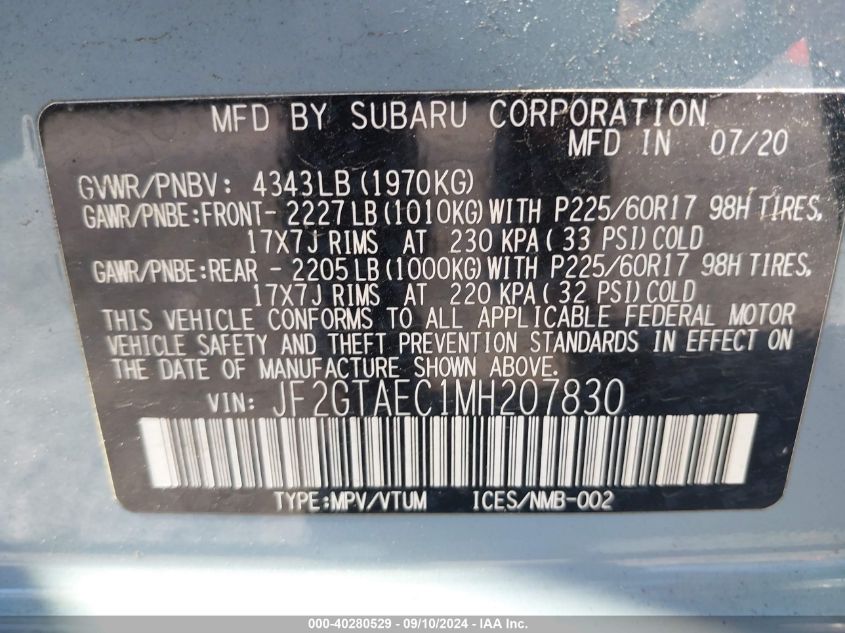 MFD BY SUBARU CORPORATION
MFD IN 07/20
GVWR/PNBV: 4343LB(1970KG)
GAWR/PNBE:FRONT- 2227LB(1010KG)WITH P225/60R17 98H TIRES,
17X7J RIMS AT 230 KPA( 33 PSI)COLD
GAWR/PNBE:REAR - 2205LB(1000KG)WITH P225/60R17 98H TIRES,
17X7J RIMS AT 220 KPA( 32 PSI)COLD
THIS VEHICLE CONFORMS TO ALL APPLICABLE FEDERAL MOTOR
VEHICLE SAFETY AND THEFT PREVENTION STANDARDS IN EFFECT ON
THE DATE OF MANUFACTURE SHOWN ABOVE.
VIN: JF2GTAEC1MH207830
TYPE:MPV/VTUM ICES/NMB-002
000-40280529 - 09/10/2024 - IAA Inc.